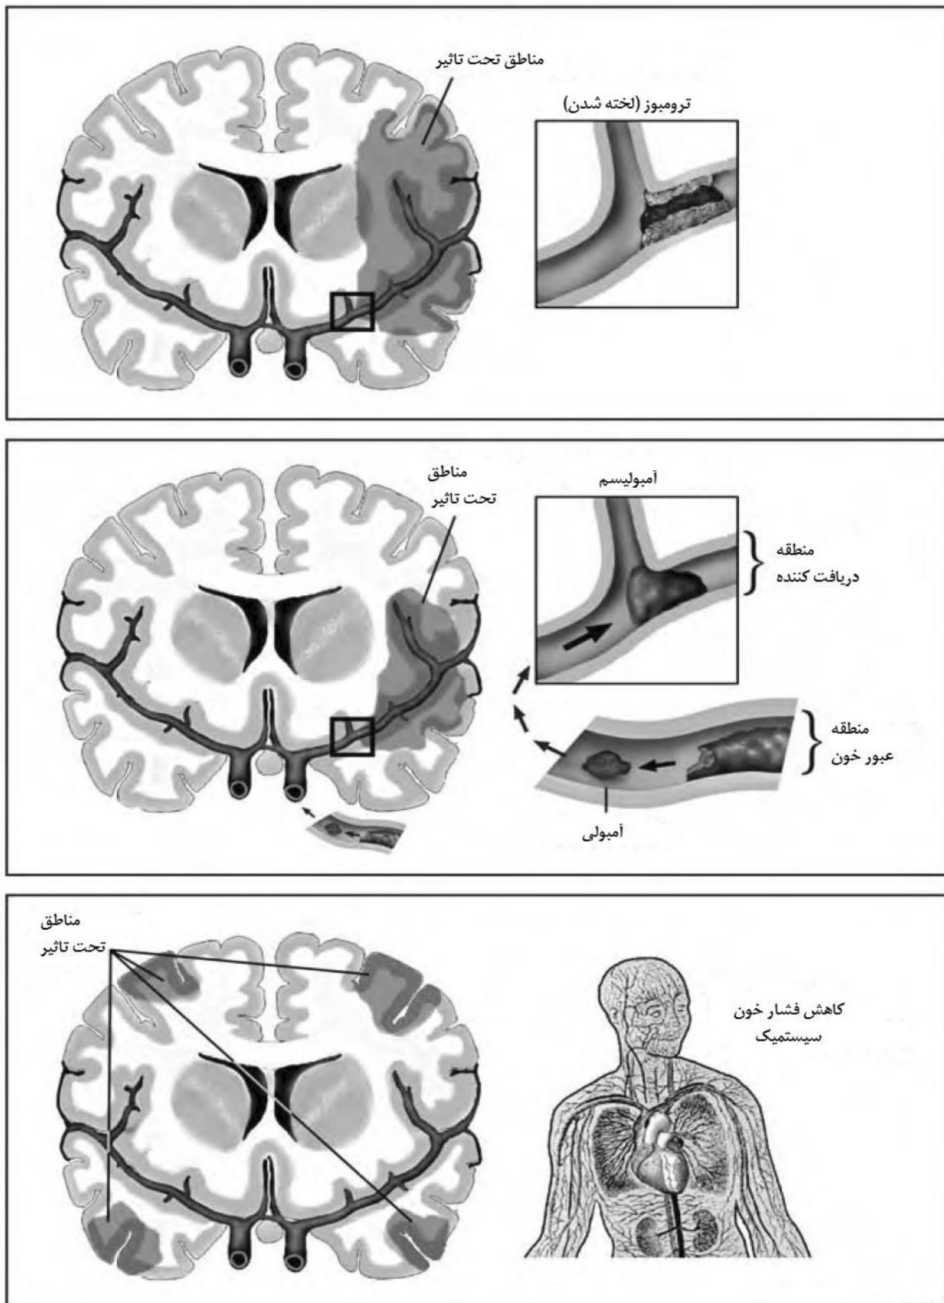 مناطق تحت تاثیر
ترومبوز (لخته شدن)
مناطق
تحت تاثیر
آمبولیسم
منطقه
دریافت کننده
منطقه
عبور خون
آمبولی
مناطق
تحت تاثیر
کاهش فشار خون
سیستمیک